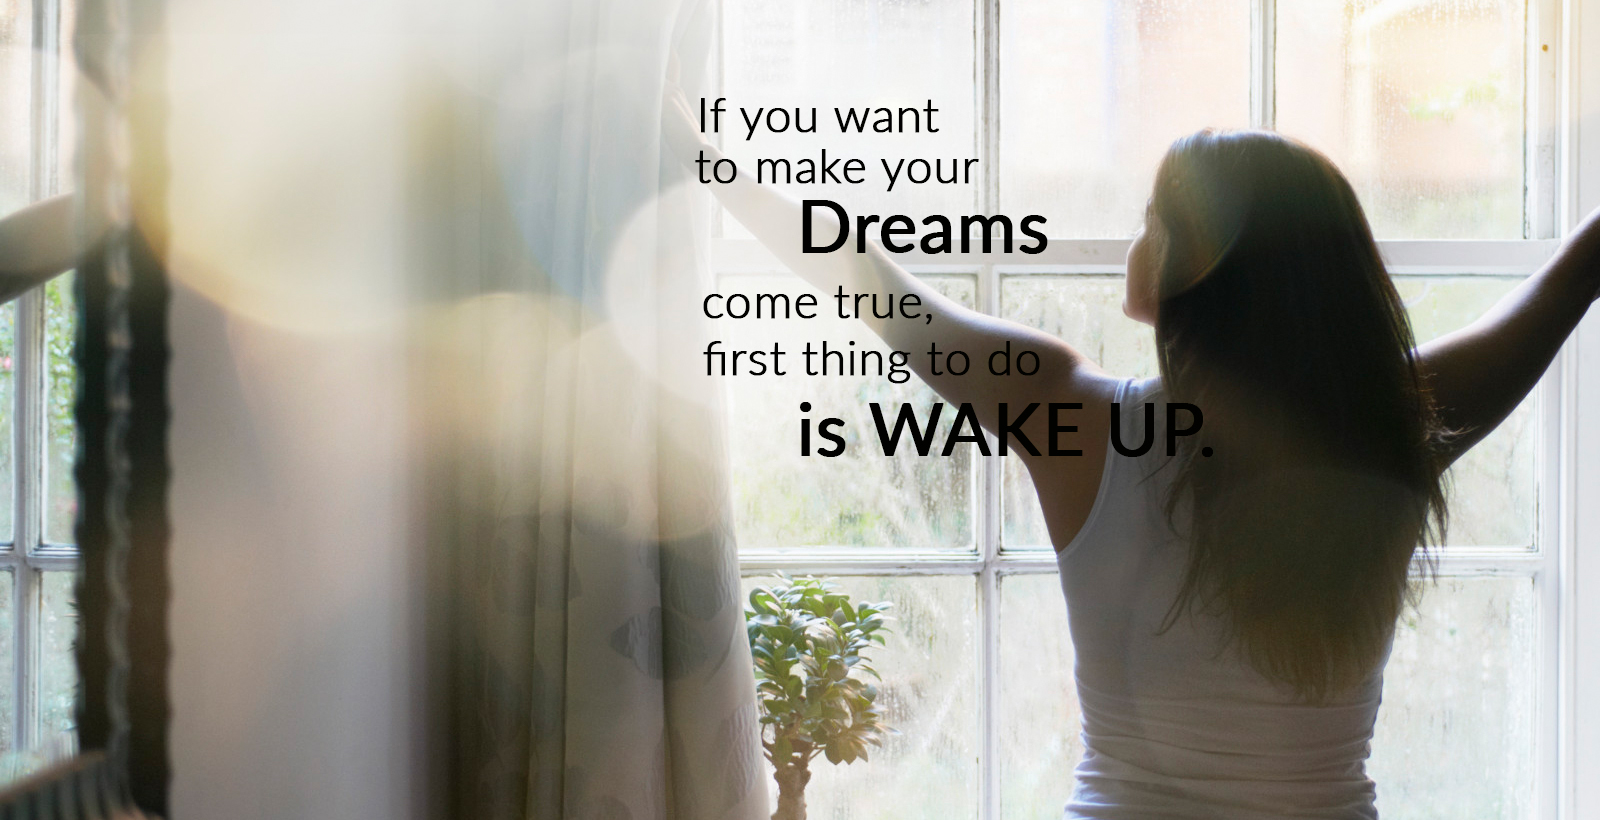 If you want
to make your
Dreams
come true,
first thing to do
is WAKE UP.